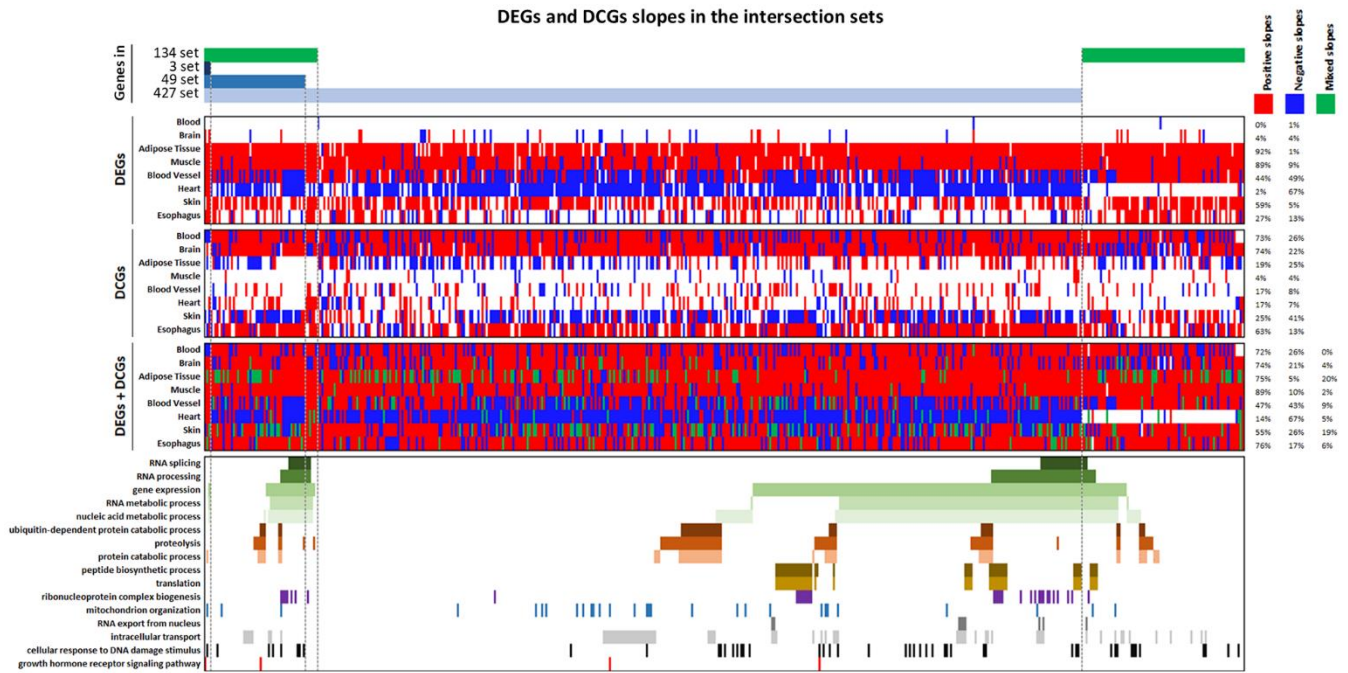 DEGs and DCGs slopes in the intersection sets
Genes in
134 set
3 set
49 set
427 set
Positive slopes
Negative slopes
Mixed slopes
DEGs
Blood 0% 1%
Brain 4% 4%
Adipose Tissue 92% 1%
Muscle 89% 9%
Blood Vessel 44% 49%
Heart 2% 67%
Skin 59% 5%
Esophagus 27% 13%
DCGs
Blood 73% 26%
Brain 74% 22%
Adipose Tissue 19% 25%
Muscle 4% 4%
Blood Vessel 17% 8%
Heart 17% 7%
Skin 25% 41%
Esophagus 63% 13%
DEGs + DCGs
Blood 72% 26% 0%
Brain 74% 21% 4%
Adipose Tissue 75% 5% 20%
Muscle 89% 10% 2%
Blood Vessel 47% 43% 9%
Heart 14% 67% 5%
Skin 55% 26% 19%
Esophagus 76% 17% 6%
RNA splicing
RNA processing
gene expression
RNA metabolic process
nucleic acid metabolic process
ubiquitin-dependent protein catabolic process
proteolysis
protein catabolic process
peptide biosynthetic process
translation
ribonucleoprotein complex biogenesis
mitochondrion organization
RNA export from nucleus
intracellular transport
cellular response to DNA damage stimulus
growth hormone receptor signaling pathway